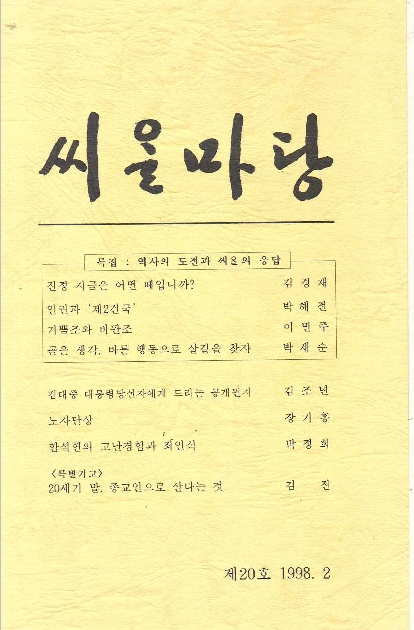 씨올마당
특집 : 역사의 도전과 씨올의 응답
진정 지금은 어떤 때입니까? 김경재
인권과 '제2건국' 박해전
기쁨조와 비판조 이열주
곧은 생각, 바른 행동으로 살길을 찾자 박재순
김대중 대통령당선자에게 드리는 공개편지 김조년
노사단상 장기홍
함석헌의 고난경험과 죄인식 박경희
<특별기고>
20세기 말, 종교인으로 산다는 것 김진
제20호 1998. 2